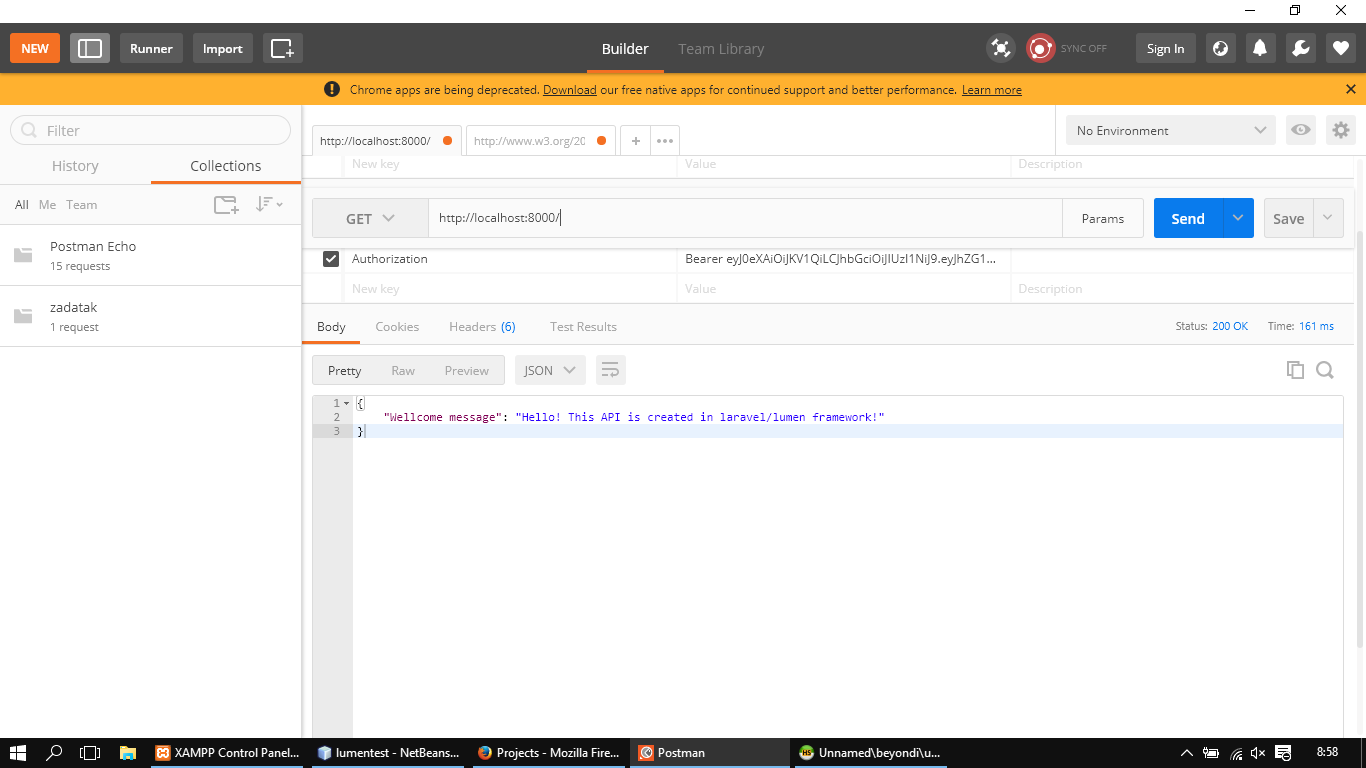 NEW Runner Import Builder Team Library SYNC OFF Sign In
Chrome apps are being deprecated. Download our free native apps for continued support and better performance. Learn more
Filter
History Collections
All Me Team
Postman Echo
15 requests
zadatak
1 request
http://localhost:8000/ http://www.w3.org/20 No Environment
New key Value Description
GET http://localhost:8000/ Params Send Save
Authorization Bearer eyJ0eXAiOiJKV1QiLCJhbGciOiJIUzI1NiJ9.eyJhZG1...
New key Value Description
Body Cookies Headers (6) Test Results Status: 200 OK Time: 161 ms
Pretty Raw Preview JSON
1 {
2 "Wellcome message": "Hello! This API is created in laravel/lumen framework!"
3 }
XAMPP Control Panel... lumentest - NetBeans... Projects - Mozilla Fire... Postman Unnamed\beyondi\u... 8:58